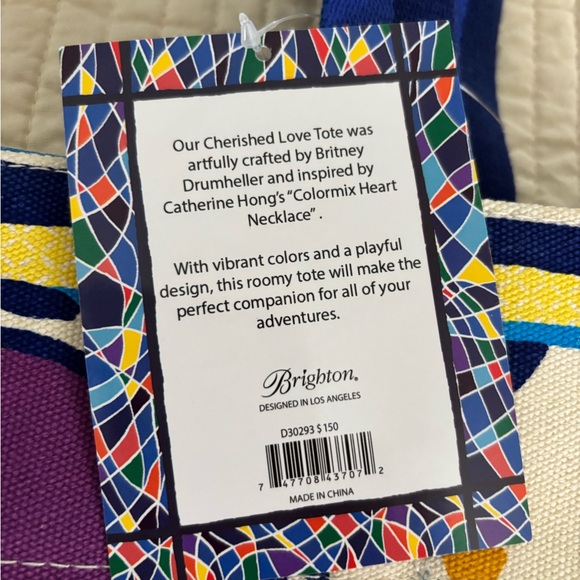 Our Cherished Love Tote was
artfully crafted by Britney
Drumheller and inspired by
Catherine Hong's "Colormix Heart
Necklace" .
With vibrant colors and a playful
design, this roomy tote will make the
perfect companion for all of your
adventures.
Brighton®
DESIGNED IN LOS ANGELES
D30293 $ 150
7 47708 43707 2
MADE IN CHINA